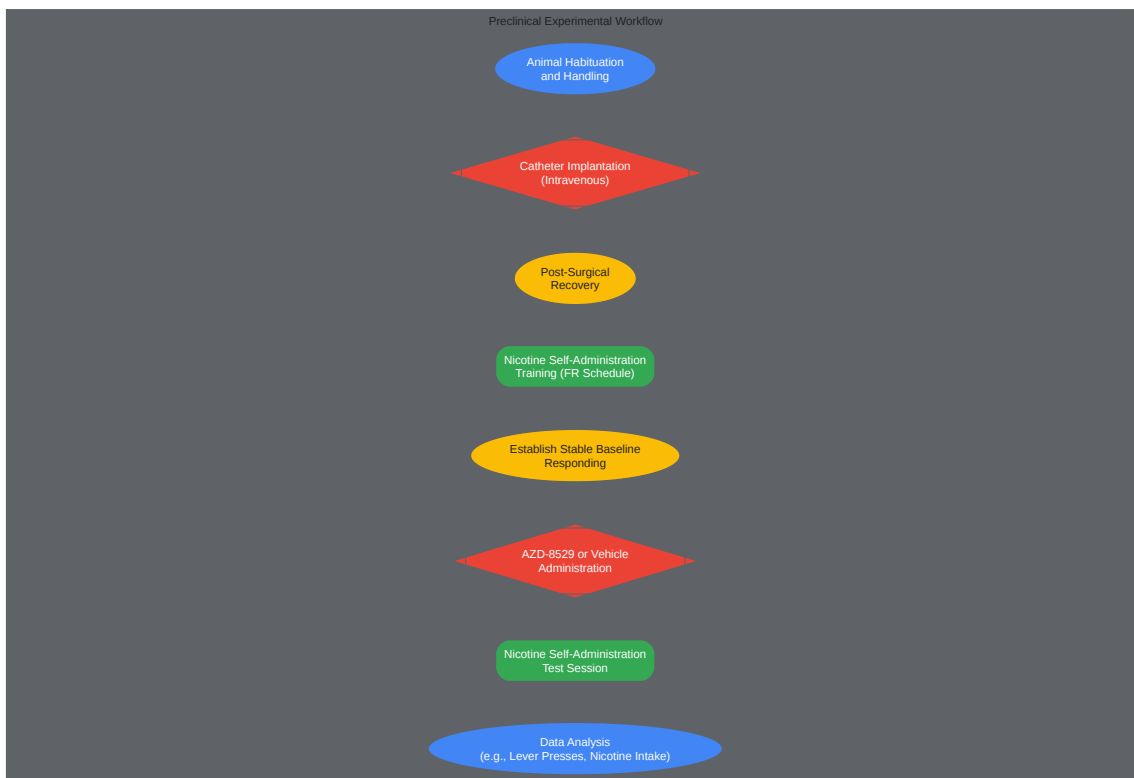 Preclinical Experimental Workflow
Animal Habituation
and Handling
Catheter Implantation
(Intravenous)
Post-Surgical
Recovery
Nicotine Self-Administration
Training (FR Schedule)
Establish Stable Baseline
Responding
AZD-8529 or Vehicle
Administration
Nicotine Self-Administration
Test Session
Data Analysis
(e.g., Lever Presses, Nicotine Intake)